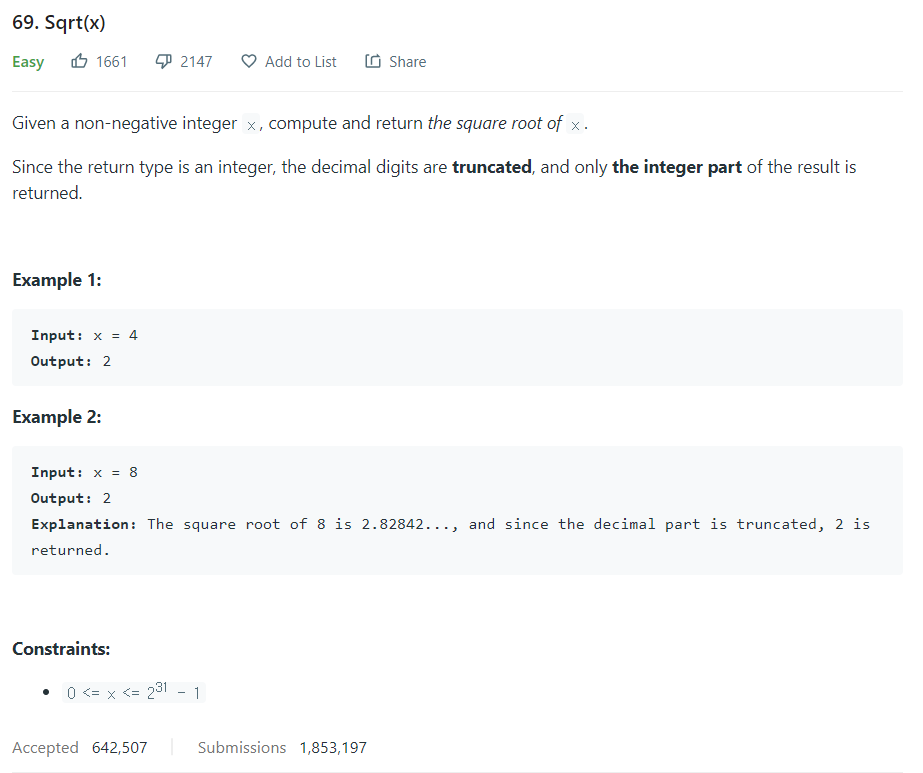 69. Sqrt(x)
Easy 1661 2147 Add to List Share
Given a non-negative integer x, compute and return the square root of x.
Since the return type is an integer, the decimal digits are truncated, and only the integer part of the result is
returned.
Example 1:
Input: x = 4
Output: 2
Example 2:
Input: x = 8
Output: 2
Explanation: The square root of 8 is 2.82842..., and since the decimal part is truncated, 2 is
returned.
Constraints:
• 0 <= x <= 2³¹ - 1
Accepted 642,507 Submissions 1,853,197